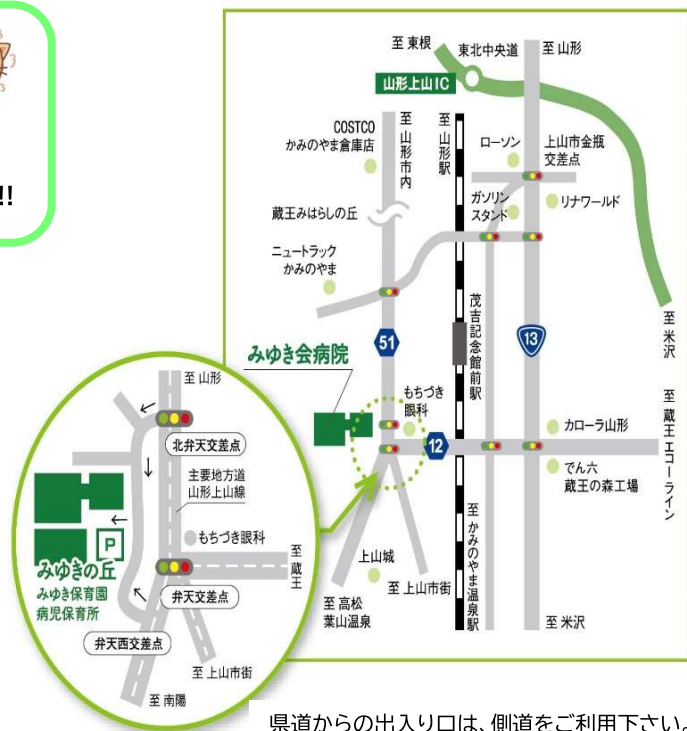 !!
至 東根
東北中央道
至 山形
山形上山IC
COSTCO
かみのやま倉庫店
至 山形市内
至 山形駅
ローソン
上山市金瓶
交差点
ガソリン
スタンド
リナワールド
蔵王みはらしの丘
ニュートラック
かみのやま
茂吉記念館前駅
至 米沢
51
13
みゆき会病院
もちづき
眼科
12
カローラ山形
至 蔵王エコーライン
でん六
蔵王の森工場
至 かみのやま温泉駅
上山城
至 上山市街
至 高松
葉山温泉
至 米沢
至 山形
北弁天交差点
主要地方道
山形上山線
もちづき眼科
P
至 蔵王
みゆきの丘
みゆき保育園
病児保育所
弁天交差点
弁天西交差点
至 上山市街
至 南陽
県道からの出入り口は、側道をご利用下さい。